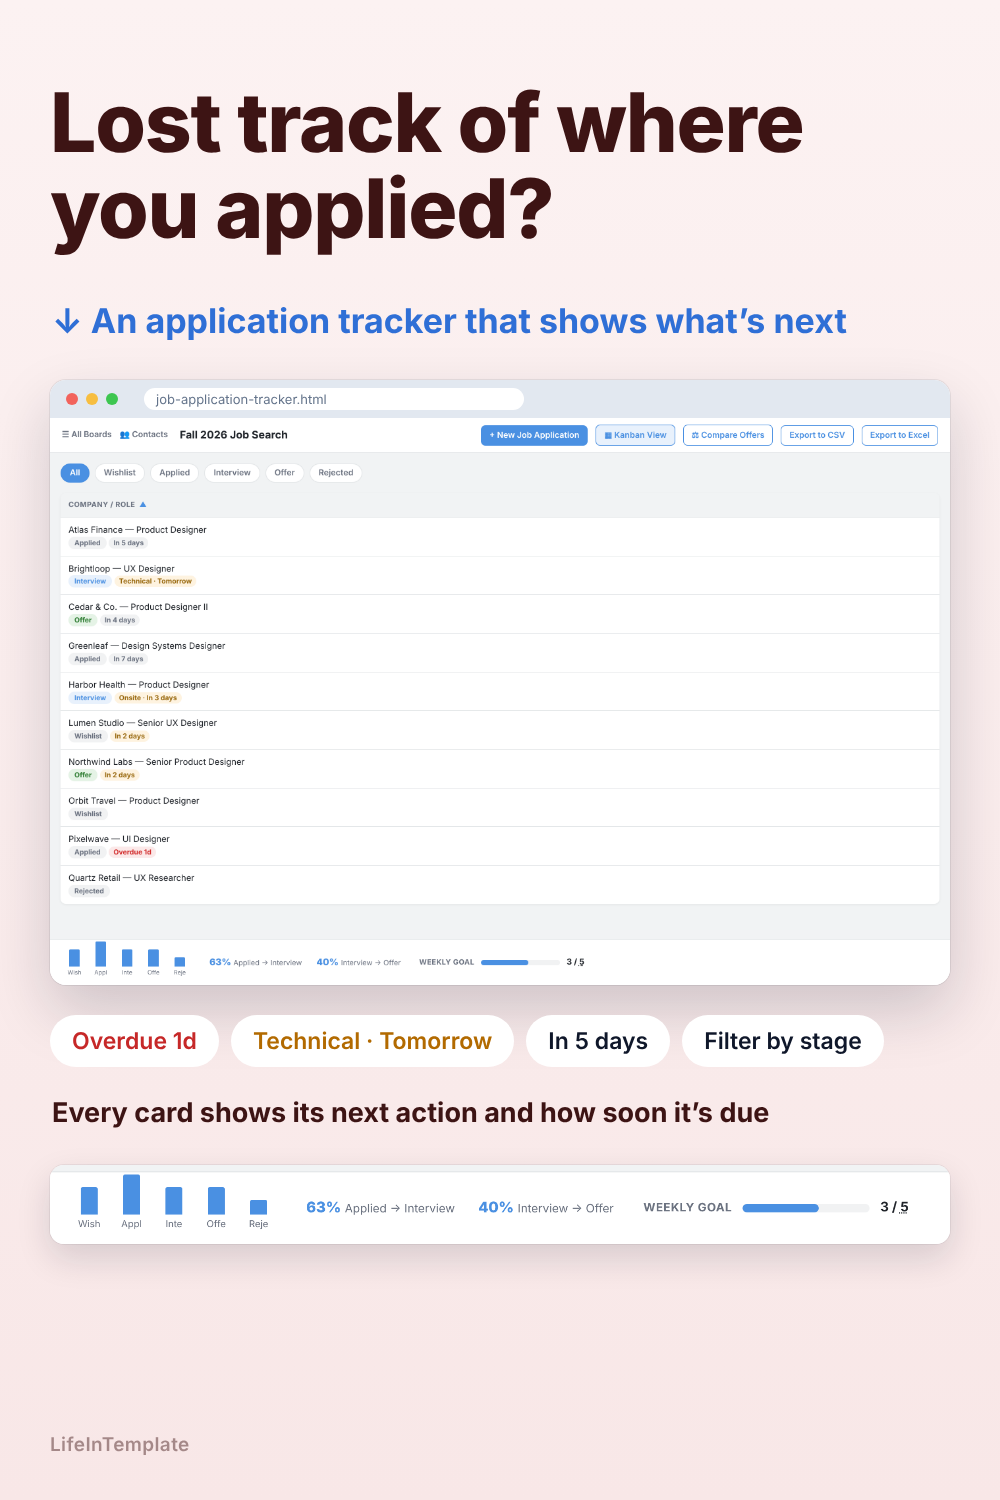 Lost track of where
you applied?
↓ An application tracker that shows what’s next
job-application-tracker.html
☰ All Boards 👥 Contacts Fall 2026 Job Search + New Job Application ▦ Kanban View ⚖ Compare Offers Export to CSV Export to Excel
All Wishlist Applied Interview Offer Rejected
COMPANY / ROLE ▲
Atlas Finance — Product Designer
Applied In 5 days
Brightloop — UX Designer
Interview Technical · Tomorrow
Cedar & Co. — Product Designer II
Offer In 4 days
Greenleaf — Design Systems Designer
Applied In 7 days
Harbor Health — Product Designer
Interview Onsite · In 3 days
Lumen Studio — Senior UX Designer
Wishlist In 2 days
Northwind Labs — Senior Product Designer
Offer In 2 days
Orbit Travel — Product Designer
Wishlist
Pixelwave — UI Designer
Applied Overdue 1d
Quartz Retail — UX Researcher
Rejected
Wish Appl Inte Offe Reje 63% Applied → Interview 40% Interview → Offer WEEKLY GOAL 3 / 5
Overdue 1d Technical · Tomorrow In 5 days Filter by stage
Every card shows its next action and how soon it’s due
Wish Appl Inte Offe Reje 63% Applied → Interview 40% Interview → Offer WEEKLY GOAL 3 / 5
LifeInTemplate